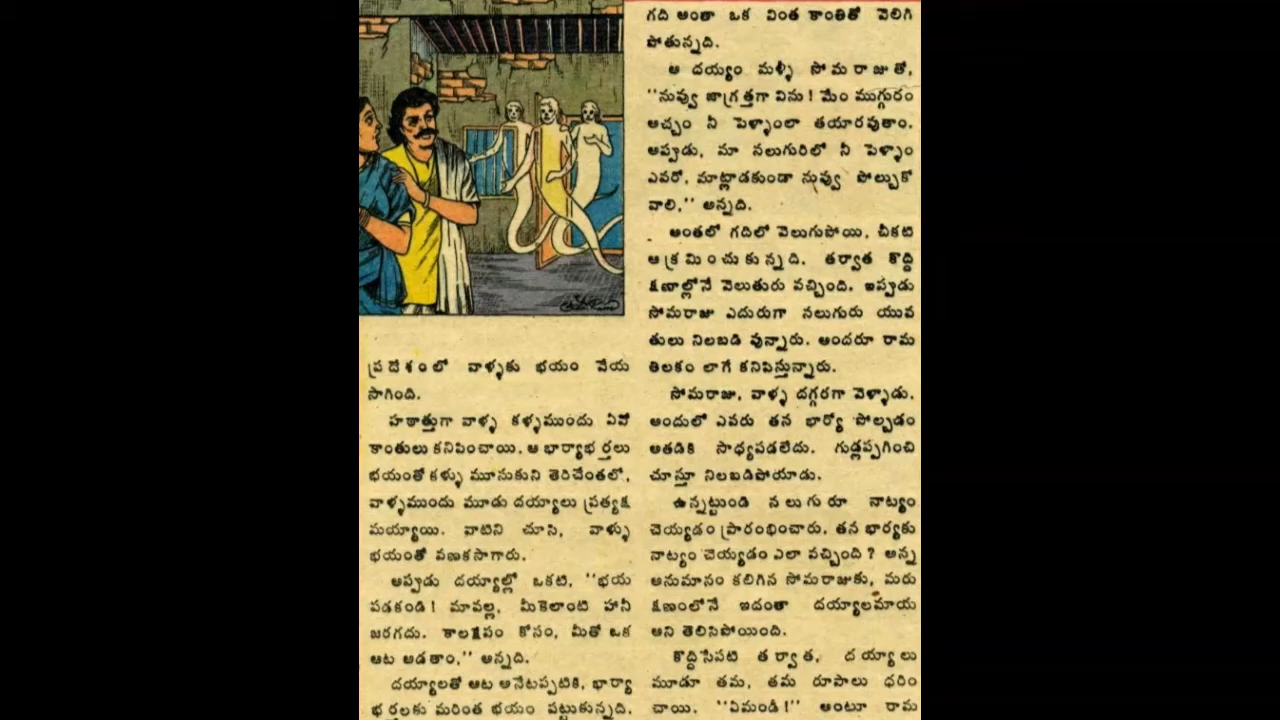 ప్రదేశంలో వాళ్ళకు భయం వేయ
సాగింది.
హఠాత్తుగా వాళ్ళ కళ్ళముందు ఏవో
కాంతులు కనిపించాయి. ఆ భార్యాభర్తలు
భయంతో కళ్ళు మూసుకుని తెరిచేంతలో,
వాళ్ళముందు మూడు దయ్యాలు ప్రత్యక్ష
మయ్యాయి. వాటిని చూసి, వాళ్ళు
భయంతో వణకసాగారు.
అప్పుడు దయ్యాల్లో ఒకటి, ''భయ
పడకండి! మావల్ల, మీకెలాంటి హానీ
జరగదు. కాలక్షేపం కోసం, మీతో ఒక
ఆట ఆడతాం,'' అన్నది.
దయ్యాలతో ఆట అనేటప్పటికి, భార్యా
భర్తలకు మరింత భయం పట్టుకున్నది.
గది అంతా ఒక వింత కాంతితో వెలిగి
పోతున్నది.
ఆ దయ్యం మళ్ళీ సోమరాజుతో,
''నువ్వు జాగ్రత్తగా విను! మేం ముగ్గురం
అచ్చం నీ పెళ్ళాంలా తయారవుతాం.
అప్పుడు, మా నలుగురిలో నీ పెళ్ళాం
ఎవరో, మాట్లాడకుండా నువ్వు పోల్చుకో
వాలి,'' అన్నది.
అంతలో గదిలో వెలుగుపోయి, చీకటి
ఆక్రమించుకున్నది. తర్వాత కొద్ది
క్షణాల్లోనే వెలుతురు వచ్చింది. ఇప్పుడు
సోమరాజు ఎదురుగా నలుగురు యువ
తులు నిలబడి వున్నారు. అందరూ రామ
తిలకం లాగే కనిపిస్తున్నారు.
సోమరాజు, వాళ్ళ దగ్గరగా వెళ్ళాడు.
అందులో ఎవరు తన భార్యో పోల్చడం
అతడికి సాధ్యపడలేదు. గుడ్లప్పగించి
చూస్తూ నిలబడిపోయాడు.
ఉన్నట్టుండి నలుగురూ నాట్యం
చెయ్యడం ప్రారంభించారు. తన భార్యకు
నాట్యం చెయ్యడం ఎలా వచ్చింది? అన్న
అనుమానం కలిగిన సోమరాజుకు, మరు
క్షణంలోనే ఇదంతా దయ్యాలమాయ
అని తెలిసిపోయింది.
కొద్దిసేపటి తర్వాత, దయ్యాలు
మూడూ తమ, తమ రూపాలు ధరిం
చాయి. ''ఏమండీ!'' అంటూ రామ